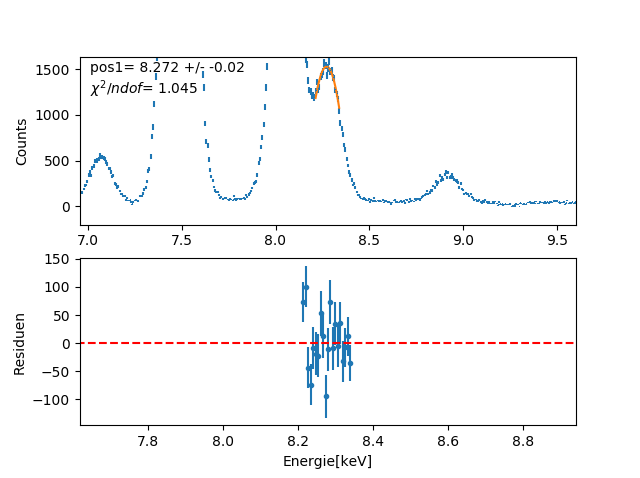 1500
1000
500
0
Counts
pos1= 8.272 +/- -0.02
χ²/ndof= 1.045
7.0 7.5 8.0 8.5 9.0 9.5
150
100
50
0
−50
−100
Residuen
7.8 8.0 8.2 8.4 8.6 8.8
Energie[keV]